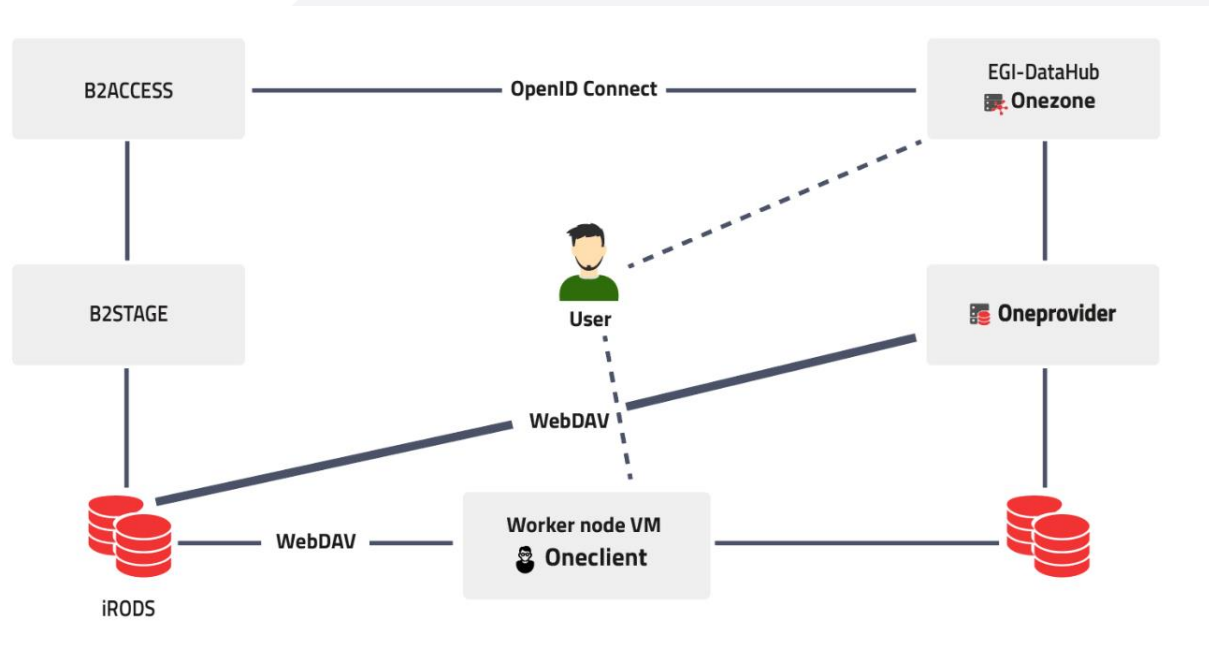 B2ACCESS
OpenID Connect
EGI-DataHub
Onezone
B2STAGE
User
Oneprovider
WebDAV
Worker node VM
Oneclient
WebDAV
iRODS